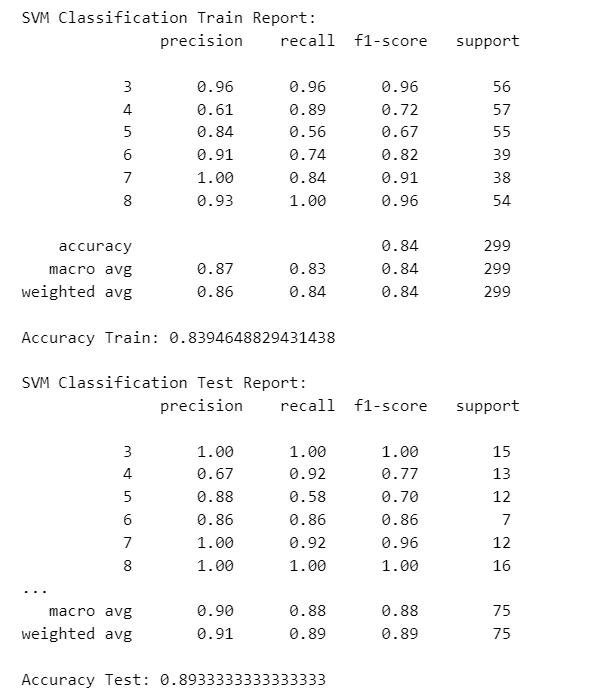 SVM Classification Train Report:
precision recall f1-score support
3 0.96 0.96 0.96 56
4 0.61 0.89 0.72 57
5 0.84 0.56 0.67 55
6 0.91 0.74 0.82 39
7 1.00 0.84 0.91 38
8 0.93 1.00 0.96 54
accuracy 0.84 299
macro avg 0.87 0.83 0.84 299
weighted avg 0.86 0.84 0.84 299
Accuracy Train: 0.8394648829431438
SVM Classification Test Report:
precision recall f1-score support
3 1.00 1.00 1.00 15
4 0.67 0.92 0.77 13
5 0.88 0.58 0.70 12
6 0.86 0.86 0.86 7
7 1.00 0.92 0.96 12
8 1.00 1.00 1.00 16
...
macro avg 0.90 0.88 0.88 75
weighted avg 0.91 0.89 0.89 75
Accuracy Test: 0.8933333333333333